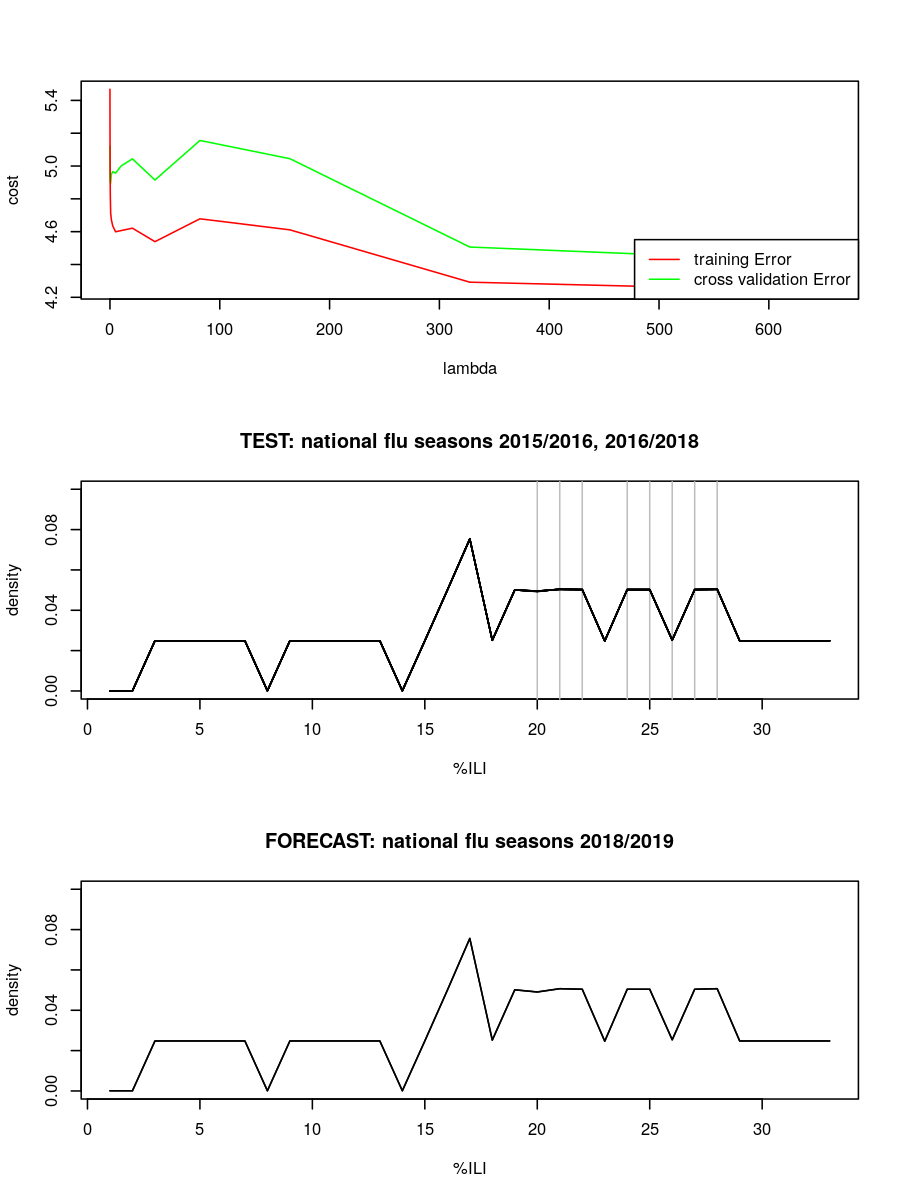 cost
5.4
5.0
4.6
4.2
training Error
cross validation Error
0 100 200 300 400 500 600
lambda
TEST: national flu seasons 2015/2016, 2016/2018
density
0.08
0.04
0.00
0 5 10 15 20 25 30
%ILI
FORECAST: national flu seasons 2018/2019
density
0.08
0.04
0.00
0 5 10 15 20 25 30
%ILI